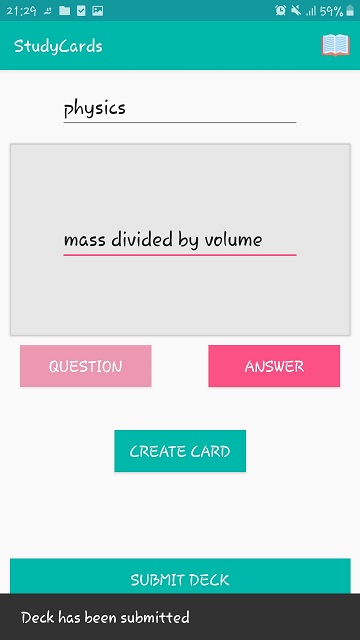 21:29 59%
StudyCards
physics
mass divided by volume
QUESTION ANSWER
CREATE CARD
SUBMIT DECK
Deck has been submitted